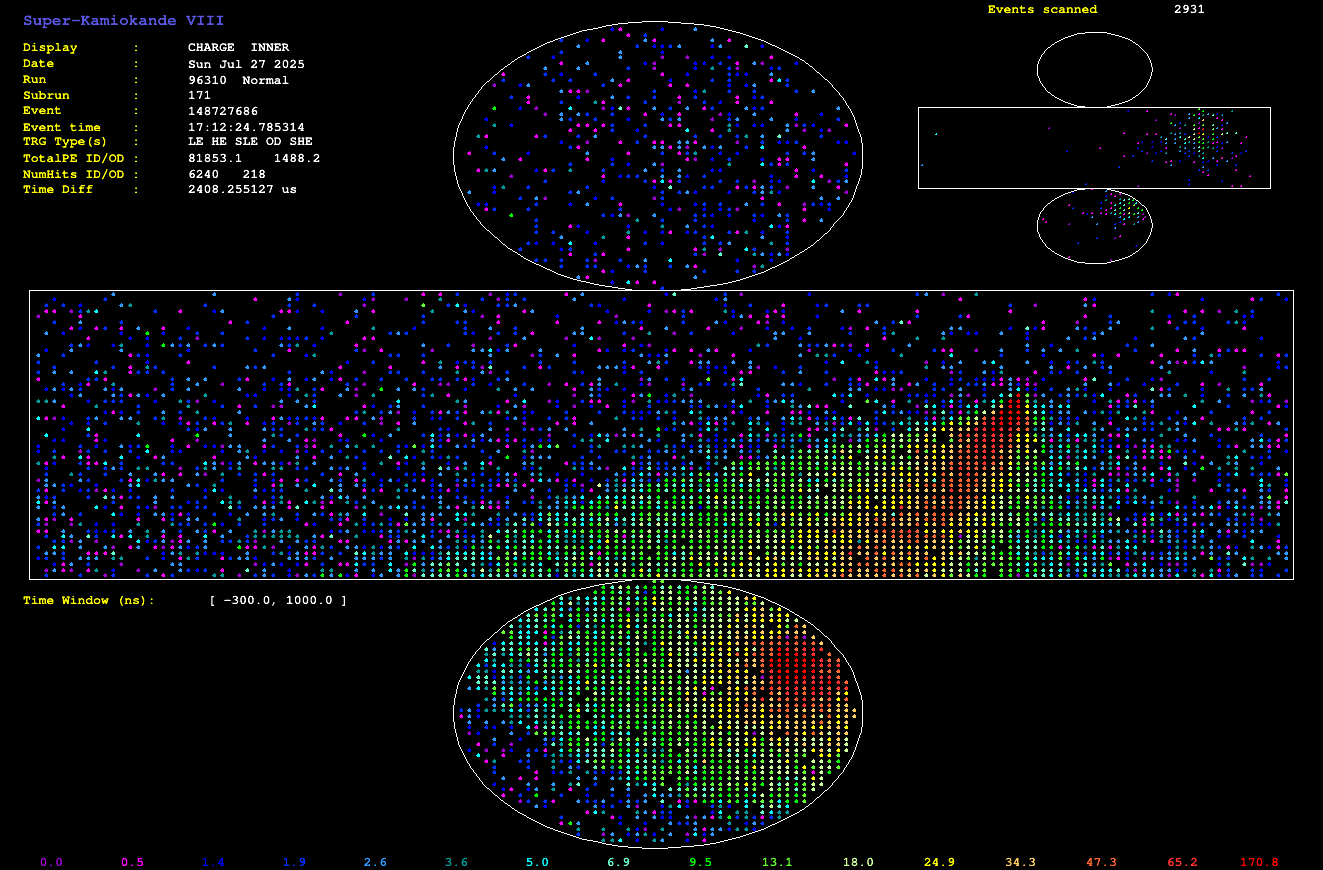 Super-Kamiokande VIII
Events scanned 2931
Display : CHARGE INNER
Date : Sun Jul 27 2025
Run : 96310 Normal
Subrun : 171
Event : 148727686
Event time : 17:12:24.785314
TRG Type(s) : LE HE SLE OD SHE
TotalPE ID/OD : 81853.1 1488.2
NumHits ID/OD : 6240 218
Time Diff : 2408.255127 us
Time Window (ns): [ -300.0, 1000.0 ]
0.0 0.5 1.4 1.9 2.6 3.6 5.0 6.9 9.5 13.1 18.0 24.9 34.3 47.3 65.2 170.8